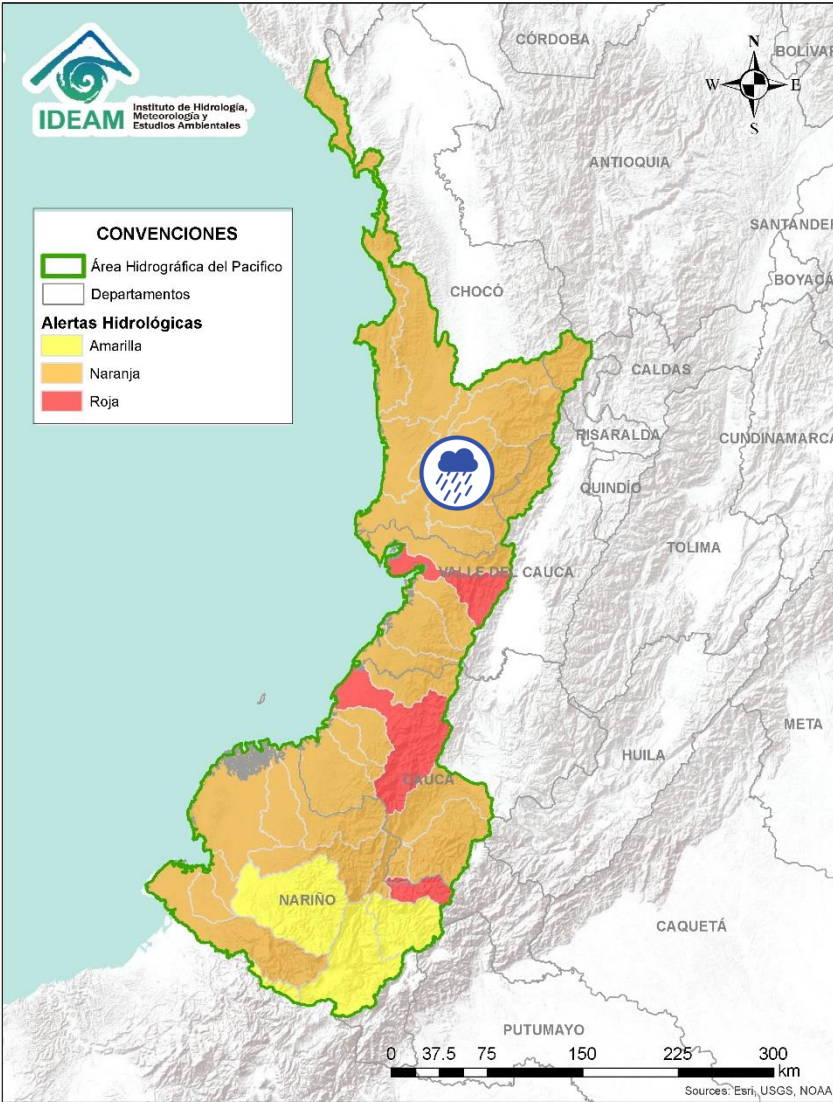 IDEAM
Instituto de Hidrología,
Meteorología y
Estudios Ambientales
CÓRDOBA
BOLÍVAR
N
W
E
S
ANTIOQUIA
SANTANDER
BOYACÁ
CONVENCIONES
Área Hidrográfica del Pacifico
Departamentos
Alertas Hidrológicas
Amarilla
Naranja
Roja
CHOCÓ
CALDAS
RISARALDA
CUNDINAMARCA
QUINDÍO
TOLIMA
VALLE DEL CAUCA
META
HUILA
CAUCA
NARIÑO
CAQUETÁ
PUTUMAYO
0 37.5 75 150 225 300
km
Sources: Esri, USGS, NOAA